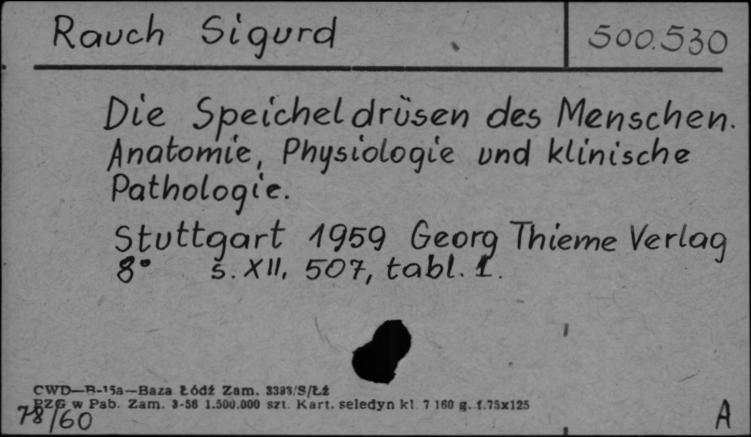 Rauch Sigurd
500.530
Die Speicheldrüsen des Menschen.
Anatomie, Physiologie und klinische
Pathologie.
Stuttgart 1959 Georg Thieme Verlag
8° s. XII, 507, tabl. 1.
CWD—B-15a—Baza Łódź Zam. 3393/S/Łź
PZG w Pab. Zam. 3-56 1.500.000 szt. Kart. seledyn kl. 7 160 g. 1.75x125
78/60
A